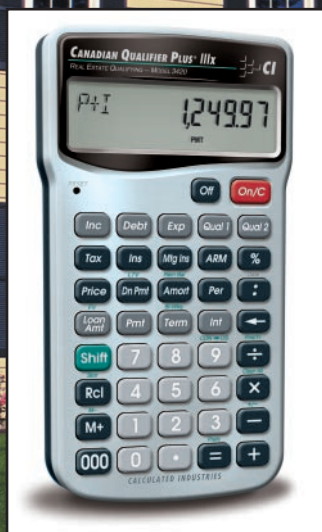 CANADIAN QUALIFIER PLUS® IIIx
REAL ESTATE QUALIFYING – MODEL 3420
CI
P+I 1,249.97
PMT
RESET
Off On/C
Inc Debt Exp Qual 1 Qual 2
Tax Ins Mtg Ins ARM %
Price Dn Pmt Amort Per :
Loan Amt Pmt Term Int
Shift 7 8 9 ÷
Rcl 4 5 6 ×
M+ 1 2 3 –
000 0 • = +
CALCULATED INDUSTRIES